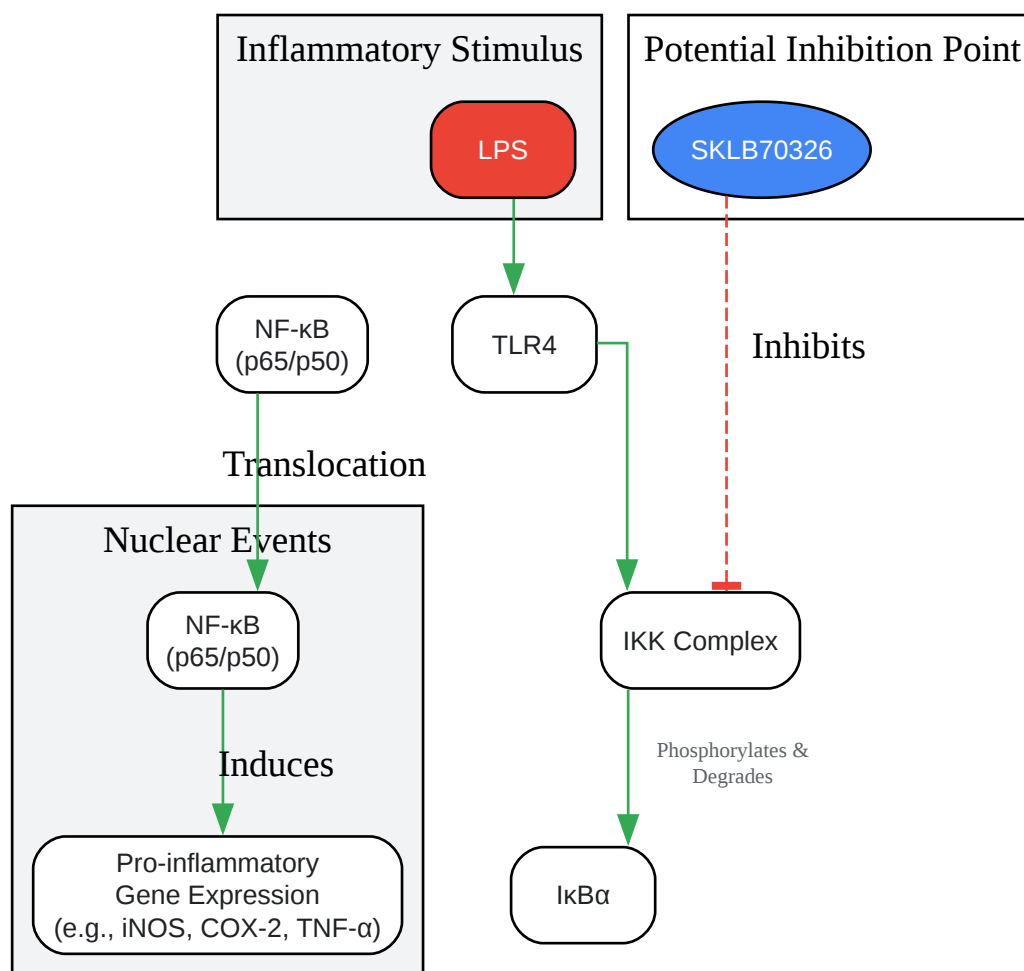 Inflammatory Stimulus
Potential Inhibition Point
LPS
SKLB70326
NF-κB
(p65/p50)
TLR4
Inhibits
Translocation
Nuclear Events
NF-κB
(p65/p50)
IKK Complex
Phosphorylates &
Degrades
Induces
Pro-inflammatory
Gene Expression
(e.g., iNOS, COX-2, TNF-α)
IκBα